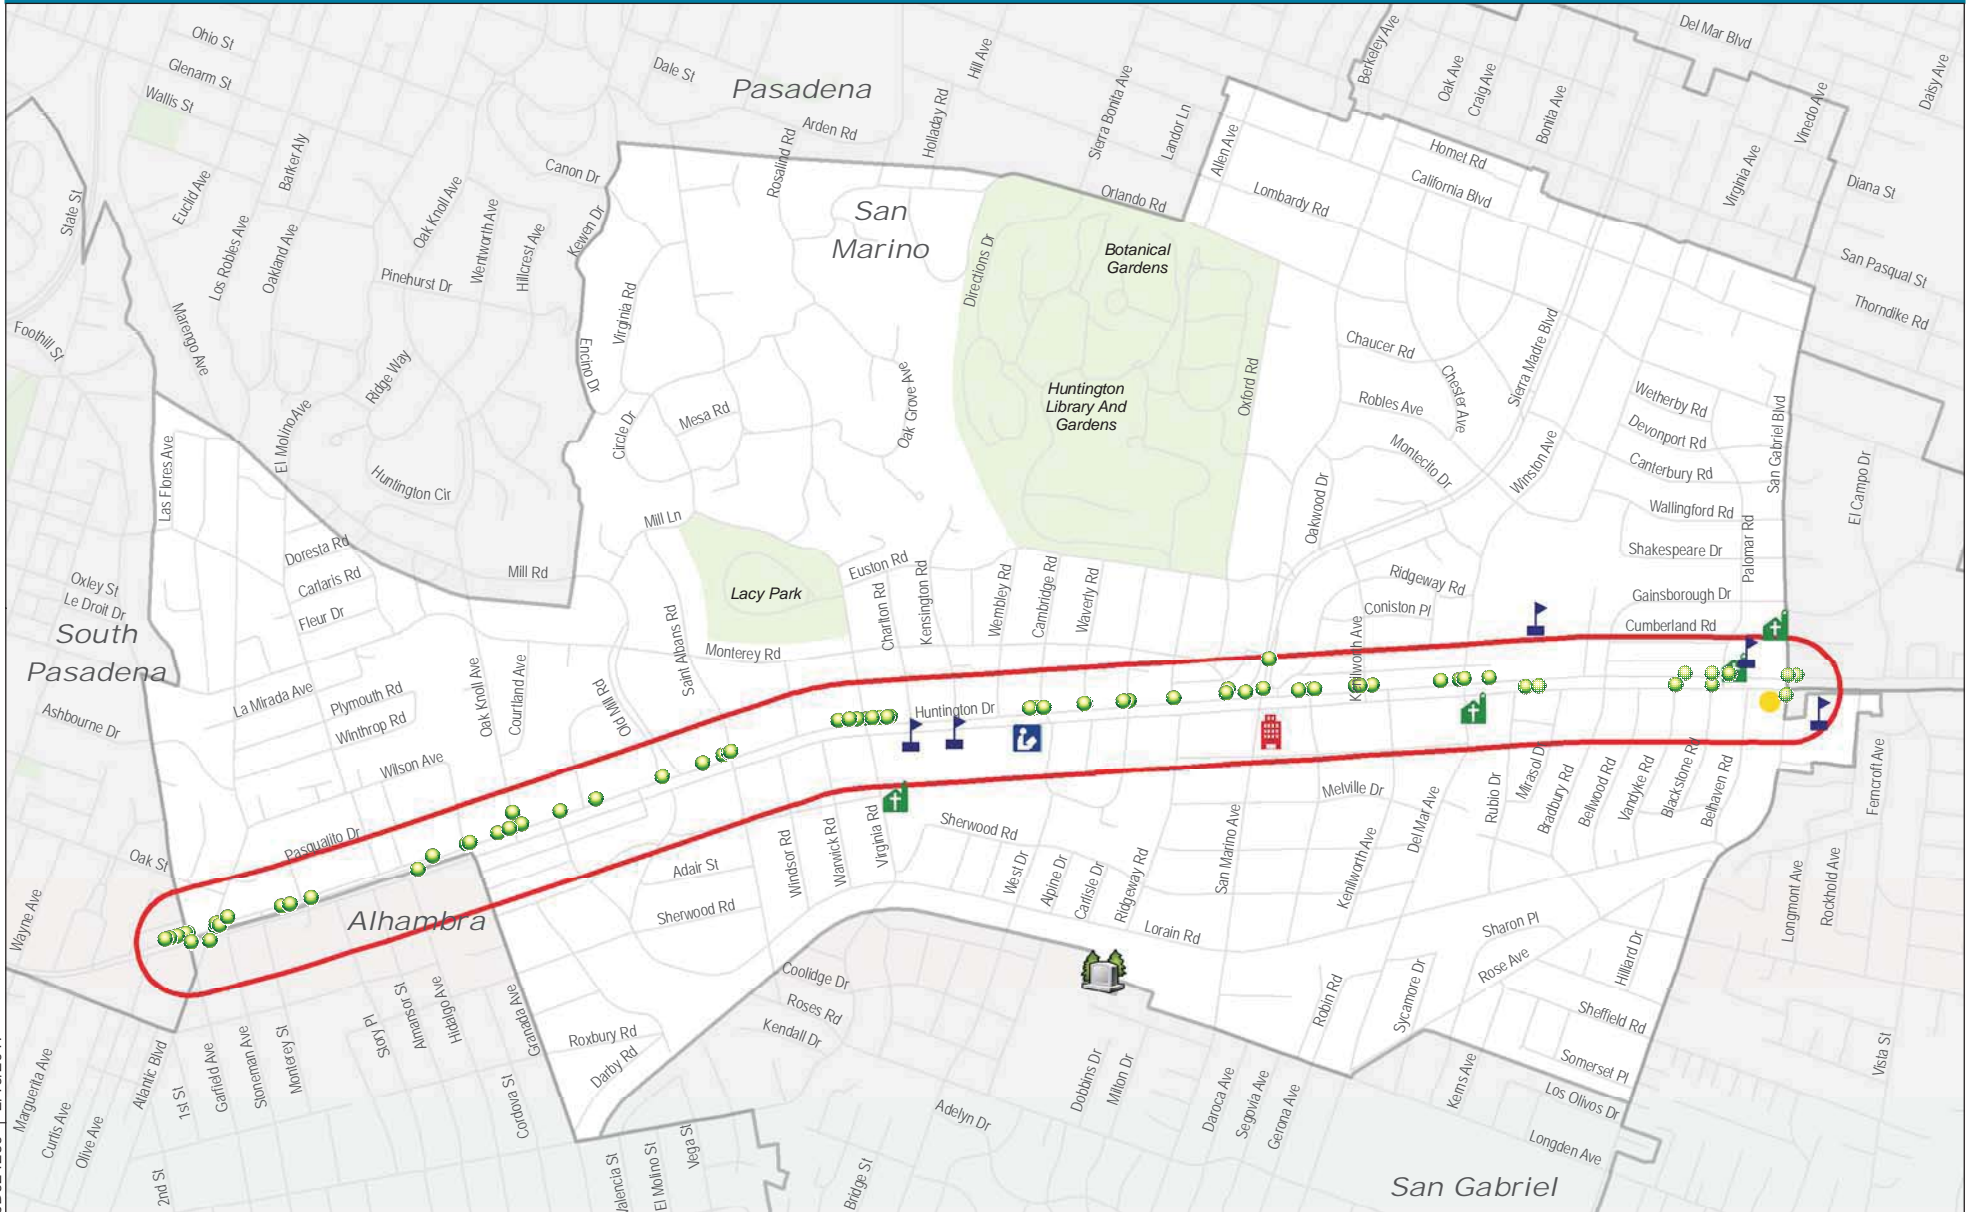 Ohio St
Glenarm St
Wallis St
Dale St
Pasadena
Arden Rd
Hill Ave
Holladay Rd
Rosalind Rd
Sierra Bonita Ave
Landor Ln
Allen Ave
Berkeley Ave
Oak Ave
Craig Ave
Bonita Ave
Del Mar Blvd
Vinedo Ave
Daisy Ave
Virginia Ave
Diana St
San Pasqual St
Thorndike Rd
Homet Rd
California Blvd
Lombardy Rd
Orlando Rd
State St
Euclid Ave
Barker Aly
Los Robles Ave
Oakland Ave
Oak Knoll Ave
Wentworth Ave
Hillcrest Ave
Canon Dr
Kewen Dr
Pinehurst Dr
San
Marino
Directions Dr
Botanical
Gardens
Huntington
Library And
Gardens
Oxford Rd
Foothill St
Marengo Ave
Ridge Way
El Molino Ave
Huntington Cir
Encino Dr
Virginia Rd
Circle Dr
Mesa Rd
Oak Grove Ave
Chaucer Rd
Robles Ave
Chester Ave
Montecito Dr
Sierra Madre Blvd
Winston Ave
Oakwood Dr
Wetherby Rd
Devonport Rd
Canterbury Rd
Wallingford Rd
Shakespeare Dr
Gainsborough Dr
Cumberland Rd
Palomar Rd
San Gabriel Blvd
El Campo Dr
Las Flores Ave
Doresta Rd
Carlaris Rd
Fleur Dr
Mill Rd
Mill Ln
Lacy Park
Euston Rd
Charlton Rd
Kensington Rd
Wembley Rd
Cambridge Rd
Waverly Rd
Ridgeway Rd
Coniston Pl
Kenilworth Ave
Oxley St
Le Droit Dr
South
Pasadena
Ashbourne Dr
La Mirada Ave
Plymouth Rd
Winthrop Rd
Wilson Ave
Oak Knoll Ave
Courtland Ave
Old Mill Rd
Saint Albans Rd
Monterey Rd
Huntington Dr
Oak St
Pasqualito Dr
Wayne Ave
Alhambra
Adair St
Sherwood Rd
Windsor Rd
Warwick Rd
Virginia Rd
Sherwood Rd
West Dr
Alpine Dr
Carlisle Dr
Ridgeway Rd
Lorain Rd
San Marino Ave
Melville Dr
Kenilworth Ave
Del Mar Ave
Rubio Dr
Mirasol D
Bradbury Rd
Bellwood Rd
Vandyke Rd
Blackstone Rd
Belhaven Rd
Ferncroft Ave
Longmont Ave
Rockhold Ave
Sharon Pl
Rose Ave
Hilliard Dr
Sheffield Rd
Somerset Pl
Robin Rd
Sycamore Dr
Coolidge Dr
Roses Rd
Kendall Dr
Roxbury Rd
Darby Rd
Granada Ave
Hidalgo Ave
Almansor St
Story Pl
Monterey St
Stoneman Ave
Garfield Ave
1st St
Atlantic Blvd
Marguerita Ave
Curtis Ave
Olive Ave
2nd St
Cordova St
El Molino St
Vega St
Bridge St
Adelyn Dr
Dobbins Dr
Milton Dr
Daroca Ave
Segovia Ave
Gerona Ave
Kerns Ave
Los Olivos Dr
Longden Ave
Vista St
San Gabriel